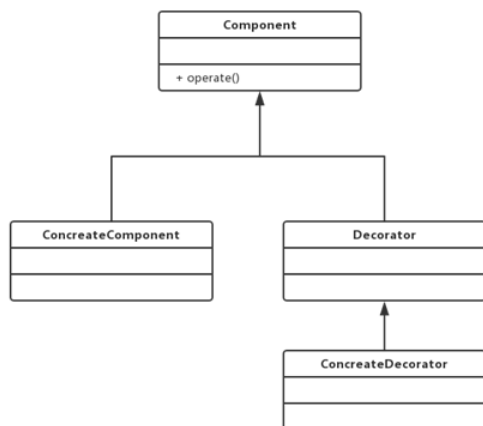 Component
+ operate()
ConcreateComponent
Decorator
ConcreateDecorator